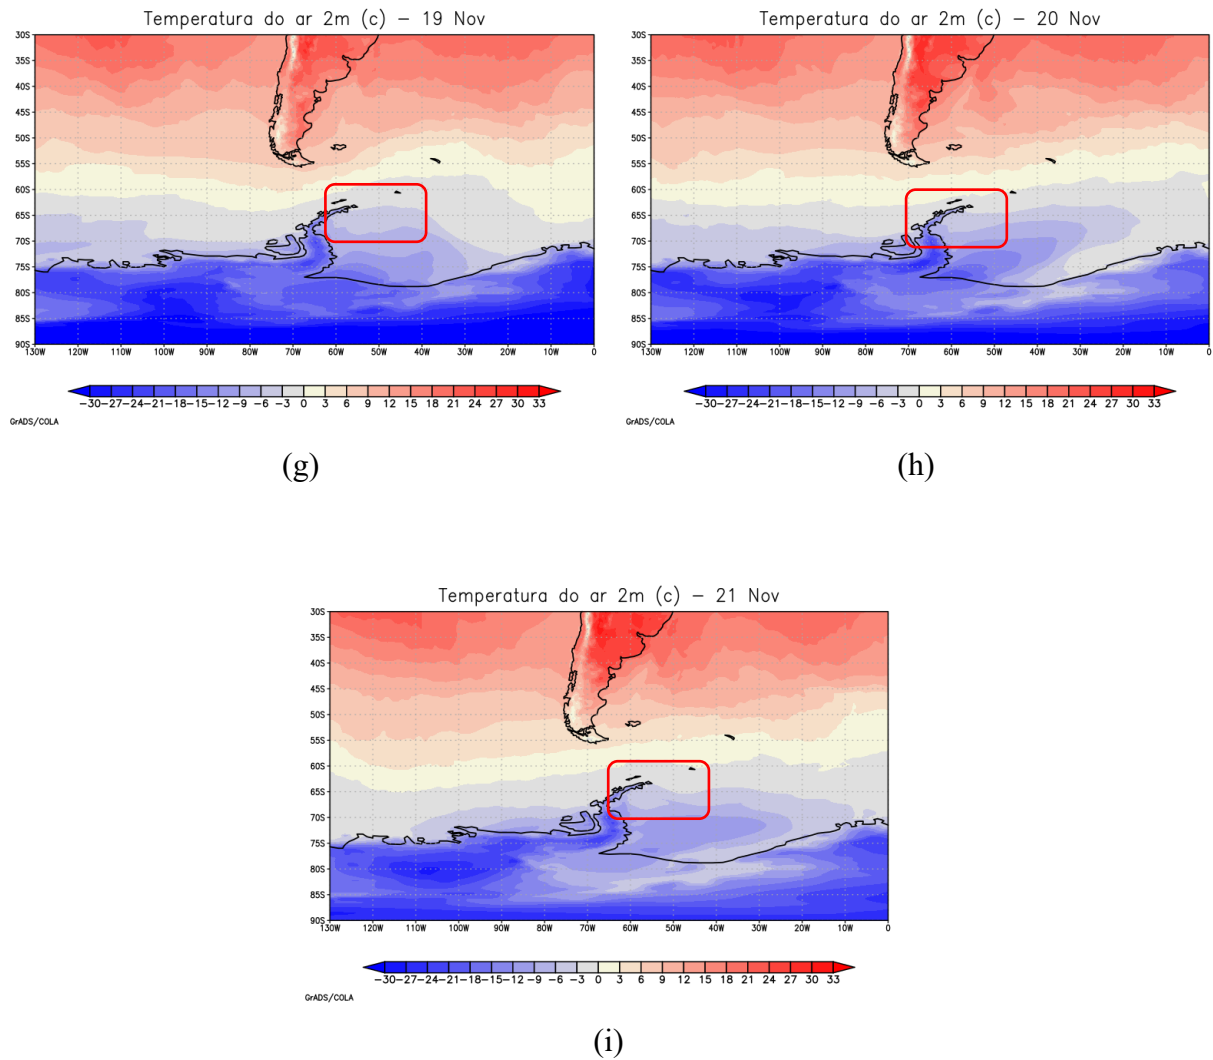 Temperatura do ar 2m (c) – 19 Nov
30S
35S
40S
45S
50S
55S
60S
65S
70S
75S
80S
85S
90S
130W 120W 110W 100W 90W 80W 70W 60W 50W 40W 30W 20W 10W 0
−30−27−24−21−18−15−12 −9 −6 −3 0 3 6 9 12 15 18 21 24 27 30 33
GrADS/COLA
(g)
Temperatura do ar 2m (c) – 20 Nov
30S
35S
40S
45S
50S
55S
60S
65S
70S
75S
80S
85S
90S
130W 120W 110W 100W 90W 80W 70W 60W 50W 40W 30W 20W 10W 0
−30−27−24−21−18−15−12 −9 −6 −3 0 3 6 9 12 15 18 21 24 27 30 33
GrADS/COLA
(h)
Temperatura do ar 2m (c) – 21 Nov
30S
35S
40S
45S
50S
55S
60S
65S
70S
75S
80S
85S
90S
130W 120W 110W 100W 90W 80W 70W 60W 50W 40W 30W 20W 10W 0
−30−27−24−21−18−15−12 −9 −6 −3 0 3 6 9 12 15 18 21 24 27 30 33
GrADS/COLA
(i)